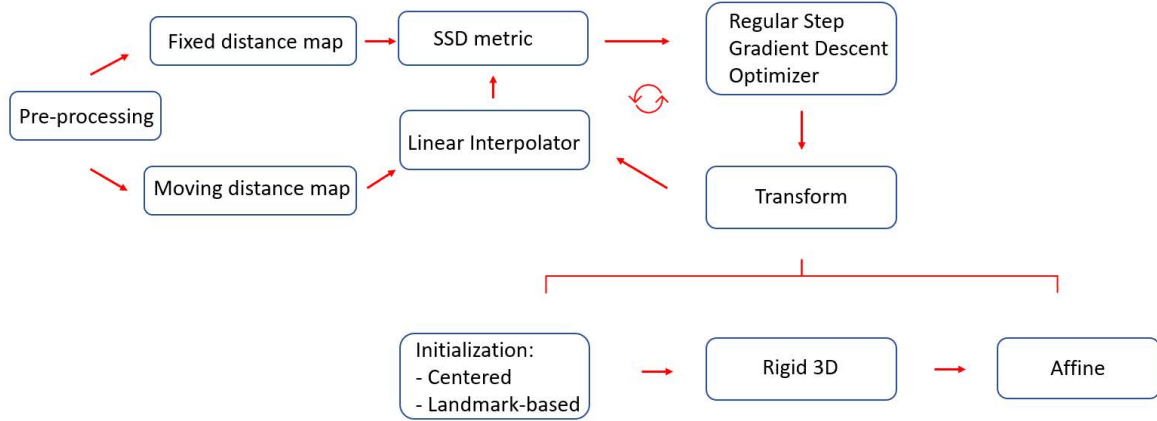 Fixed distance map
SSD metric
Regular Step
Gradient Descent
Optimizer
Pre-processing
Linear Interpolator
Moving distance map
Transform
Initialization:
- Centered
- Landmark-based
Rigid 3D
Affine